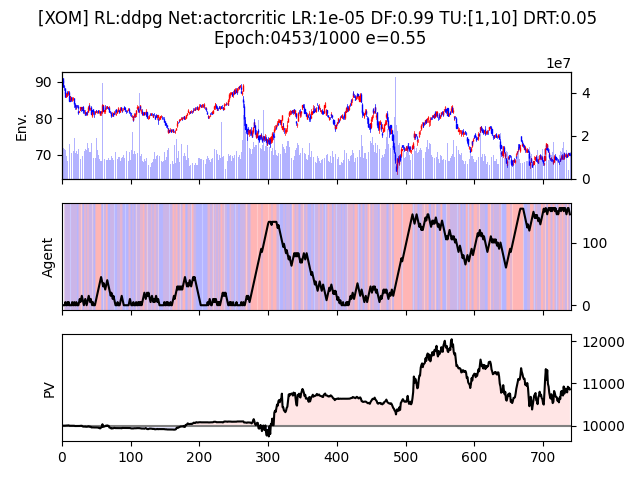 [XOM] RL:ddpg Net:actorcritic LR:1e-05 DF:0.99 TU:[1,10] DRT:0.05
Epoch:0453/1000 e=0.55
1e7
90
80
70
Env.
4
2
0
Agent
100
0
PV
12000
11000
10000
0 100 200 300 400 500 600 700